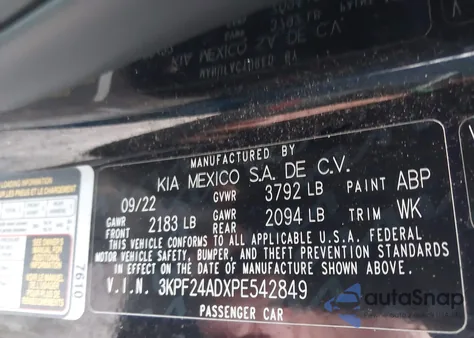 MANUFACTURED BY
KIA MEXICO S.A. DE C.V.
09/22 GVWR 3792 LB PAINT ABP
GAWR FRONT 2183 LB GAWR REAR 2094 LB TRIM WK
THIS VEHICLE CONFORMS TO ALL APPLICABLE U.S.A. FEDERAL
MOTOR VEHICLE SAFETY, BUMPER, AND THEFT PREVENTION STANDARDS
IN EFFECT ON THE DATE OF MANUFACTURE SHOWN ABOVE.
V.I.N. 3KPF24ADXPE542849
PASSENGER CAR
7610
autoSnap